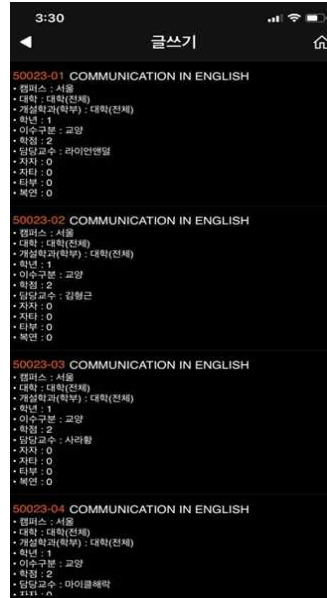 3:30
글쓰기
50023-01 COMMUNICATION IN ENGLISH
• 캠퍼스 : 서울
• 대학 : 대학(전체)
• 개설학과(학부) : 대학(전체)
• 학년 : 1
• 이수구분 : 교양
• 학점 : 2
• 담당교수 : 라이언앤덜
• 자자 : 0
• 자타 : 0
• 타부 : 0
• 복연 : 0
50023-02 COMMUNICATION IN ENGLISH
• 캠퍼스 : 서울
• 대학 : 대학(전체)
• 개설학과(학부) : 대학(전체)
• 학년 : 1
• 이수구분 : 교양
• 학점 : 2
• 담당교수 : 김형근
• 자자 : 0
• 자타 : 0
• 타부 : 0
• 복연 : 0
50023-03 COMMUNICATION IN ENGLISH
• 캠퍼스 : 서울
• 대학 : 대학(전체)
• 개설학과(학부) : 대학(전체)
• 학년 : 1
• 이수구분 : 교양
• 학점 : 2
• 담당교수 : 사라황
• 자자 : 0
• 자타 : 0
• 타부 : 0
• 복연 : 0
50023-04 COMMUNICATION IN ENGLISH
• 캠퍼스 : 서울
• 대학 : 대학(전체)
• 개설학과(학부) : 대학(전체)
• 학년 : 1
• 이수구분 : 교양
• 학점 : 2
• 담당교수 : 마이클해락
• 자자 : 0